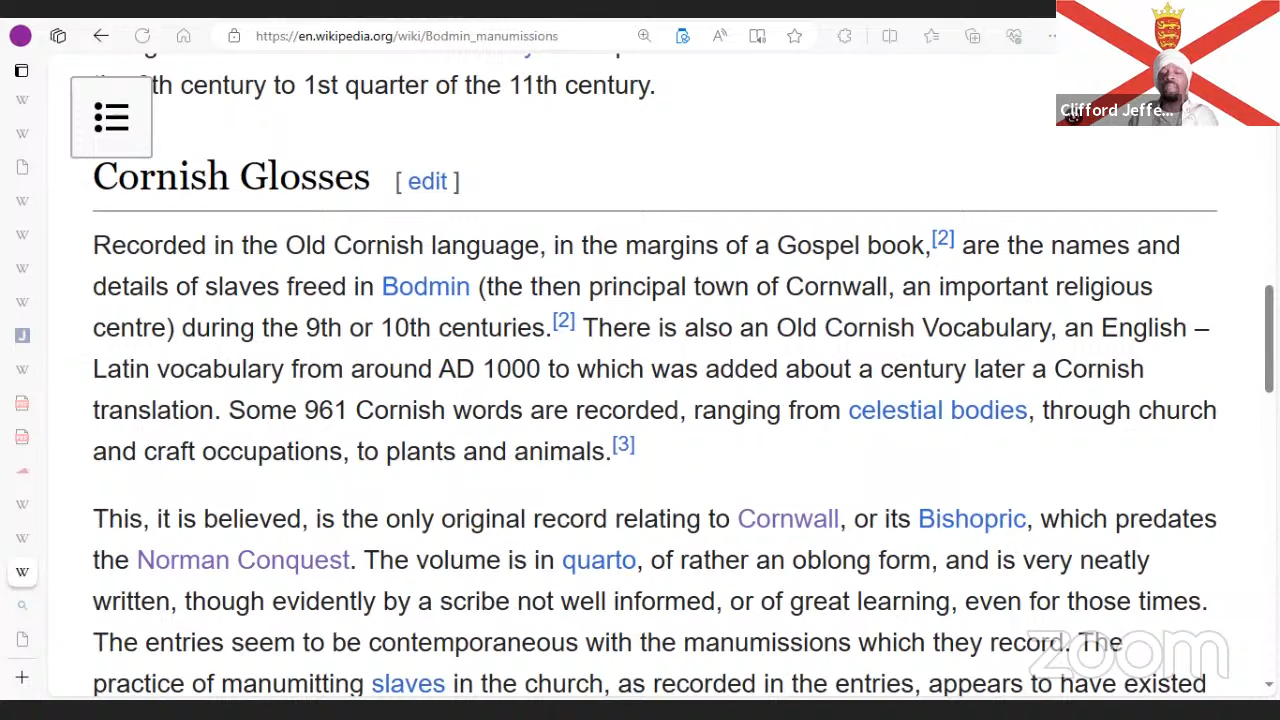 https://en.wikipedia.org/wiki/Bodmin_manumissions
Clifford Jeffe...
th century to 1st quarter of the 11th century.
Cornish Glosses [ edit ]
Recorded in the Old Cornish language, in the margins of a Gospel book,[2] are the names and
details of slaves freed in Bodmin (the then principal town of Cornwall, an important religious
centre) during the 9th or 10th centuries.[2] There is also an Old Cornish Vocabulary, an English –
Latin vocabulary from around AD 1000 to which was added about a century later a Cornish
translation. Some 961 Cornish words are recorded, ranging from celestial bodies, through church
and craft occupations, to plants and animals.[3]
This, it is believed, is the only original record relating to Cornwall, or its Bishopric, which predates
the Norman Conquest. The volume is in quarto, of rather an oblong form, and is very neatly
written, though evidently by a scribe not well informed, or of great learning, even for those times.
The entries seem to be contemporaneous with the manumissions which they record. The
practice of manumitting slaves in the church, as recorded in the entries, appears to have existed
zoom